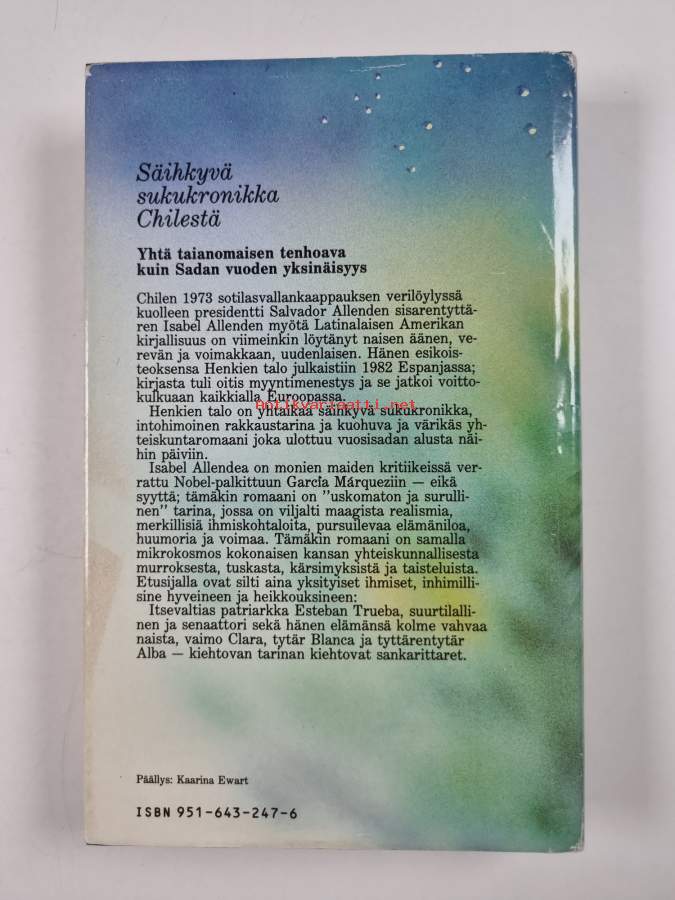 Säihkyvä
sukukronikka
Chilestä
Yhtä taianomaisen tenhoava
kuin Sadan vuoden yksinäisyys
Chilen 1973 sotilasvallankaappauksen verilöylyssä
kuolleen presidentti Salvador Allenden sisarentyttä-
ren Isabel Allenden myötä Latinalaisen Amerikan
kirjallisuus on viimeinkin löytänyt naisen äänen, ve-
revän ja voimakkaan, uudenlaisen. Hänen esikois-
teoksensa Henkien talo julkaistiin 1982 Espanjassa;
kirjasta tuli oitis myyntimenestys ja se jatkoi voitto-
kulkuaan kaikkialla Euroopassa.
Antikvariaatti.net
Henkien talo on yhtaikaa säihkyvä sukukronikka,
intohimoinen rakkaustarina ja kuohuva ja värikäs yh-
teiskuntaromaani joka ulottuu vuosisadan alusta näi-
hin päiviin.
Isabel Allendea on monien maiden kritiikeissä ver-
rattu Nobel-palkittuun García Márqueziin — eikä
syyttä; tämäkin romaani on "uskomaton ja surulli-
nen" tarina, jossa on viljalti maagista realismia,
merkillisiä ihmiskohtaloita, pursuilevaa elämäniloa,
huumoria ja voimaa. Tämäkin romaani on samalla
mikrokosmos kokonaisen kansan yhteiskunnallisesta
murroksesta, tuskasta, kärsimyksistä ja taisteluista.
Etusijalla ovat silti aina yksityiset ihmiset, inhimilli-
sine hyveineen ja heikkouksineen:
Itsevaltias patriarkka Esteban Trueba, suurtilalli-
nen ja senaattori sekä hänen elämänsä kolme vahvaa
naista, vaimo Clara, tytär Blanca ja tyttärentytär
Alba — kiehtovan tarinan kiehtovat sankarittaret.
Päällys: Kaarina Ewart
ISBN 951-643-247-6